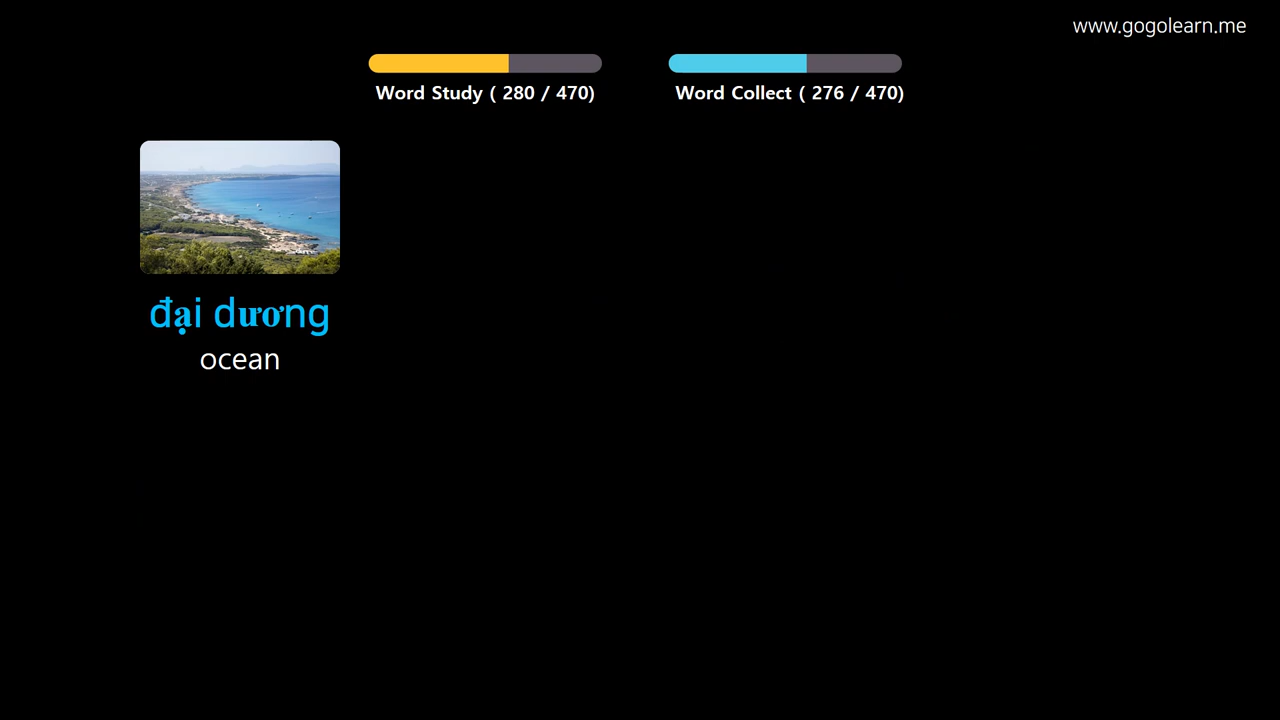 www.gogolearn.me
Word Study ( 280 / 470)
Word Collect ( 276 / 470)
đại dương
ocean